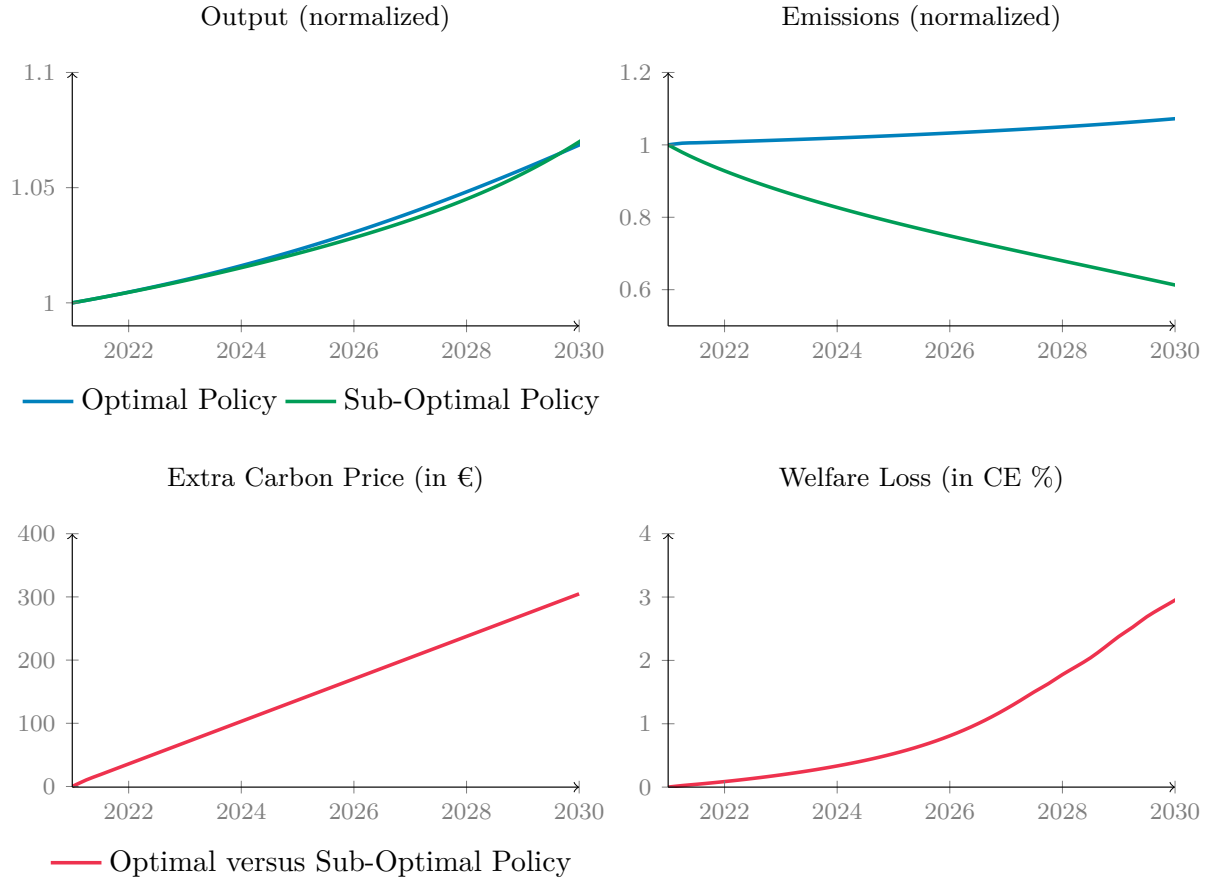 Output (normalized)
Emissions (normalized)
1.1
1.05
1
2022 2024 2026 2028 2030
1.2
1
0.8
0.6
2022 2024 2026 2028 2030
Optimal Policy Sub-Optimal Policy
Extra Carbon Price (in €)
Welfare Loss (in CE %)
400
300
200
100
0
2022 2024 2026 2028 2030
4
3
2
1
0
2022 2024 2026 2028 2030
Optimal versus Sub-Optimal Policy